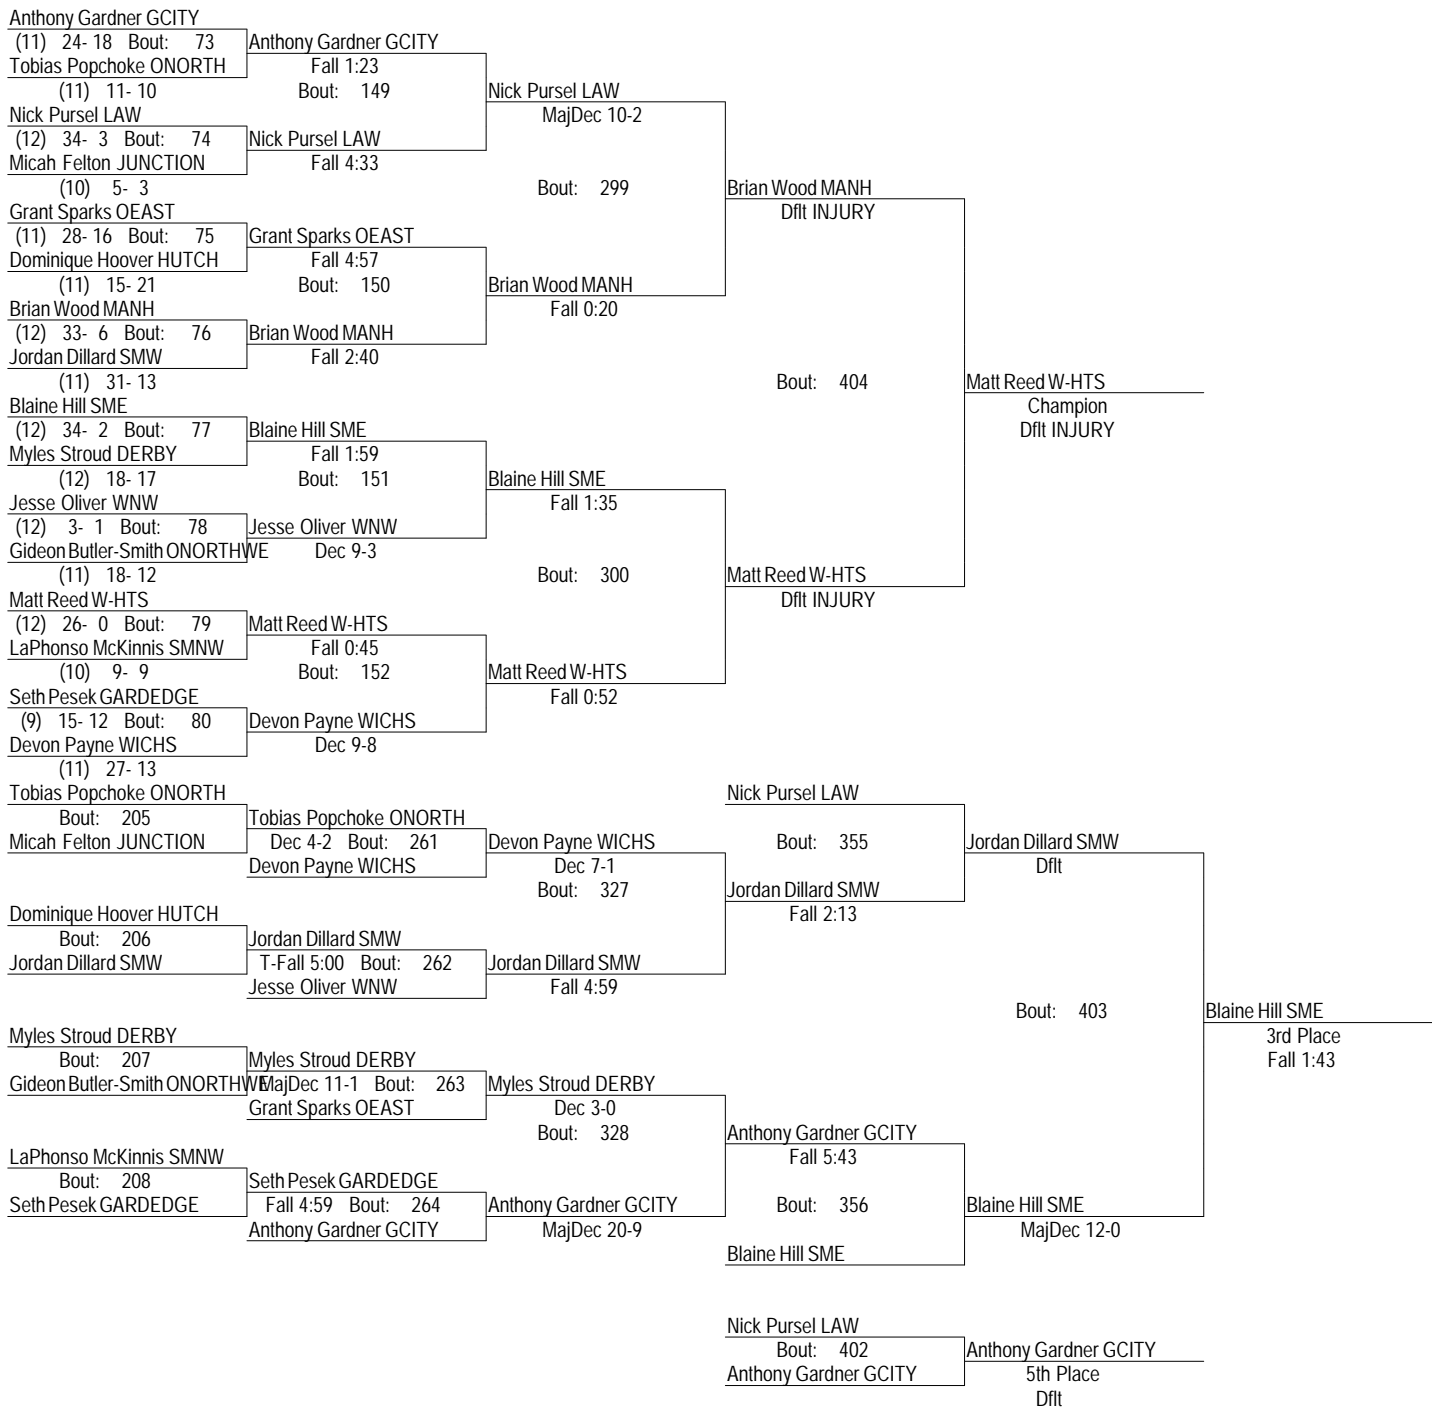 Anthony Gardner GCITY
(11) 24- 18 Bout: 73
Anthony Gardner GCITY
Tobias Popchoke ONORTH
Fall 1:23
(11) 11- 10
Bout: 149
Nick Pursel LAW
Nick Pursel LAW
MajDec 10-2
(12) 34- 3 Bout: 74
Nick Pursel LAW
Micah Felton JUNCTION
Fall 4:33
(10) 5- 3
Bout: 299
Brian Wood MANH
Grant Sparks OEAST
Dflt INJURY
(11) 28- 16 Bout: 75
Grant Sparks OEAST
Dominique Hoover HUTCH
Fall 4:57
(11) 15- 21
Bout: 150
Brian Wood MANH
Brian Wood MANH
Fall 0:20
(12) 33- 6 Bout: 76
Brian Wood MANH
Jordan Dillard SMW
Fall 2:40
(11) 31- 13
Bout: 404
Matt Reed W-HTS
Blaine Hill SME
Champion
(12) 34- 2 Bout: 77
Blaine Hill SME
Dflt INJURY
Myles Stroud DERBY
Fall 1:59
(12) 18- 17
Bout: 151
Blaine Hill SME
Jesse Oliver WNW
Fall 1:35
(12) 3- 1 Bout: 78
Jesse Oliver WNW
Gideon Butler-Smith ONORTHWE
Dec 9-3
(11) 18- 12
Bout: 300
Matt Reed W-HTS
Matt Reed W-HTS
Dflt INJURY
(12) 26- 0 Bout: 79
Matt Reed W-HTS
LaPhonso McKinnis SMNW
Fall 0:45
(10) 9- 9
Bout: 152
Matt Reed W-HTS
Seth Pesek GARDEDGE
Fall 0:52
(9) 15- 12 Bout: 80
Devon Payne WICHS
Devon Payne WICHS
Dec 9-8
(11) 27- 13
Tobias Popchoke ONORTH
Nick Pursel LAW
Bout: 205
Tobias Popchoke ONORTH
Micah Felton JUNCTION
Dec 4-2 Bout: 261
Devon Payne WICHS
Bout: 355
Jordan Dillard SMW
Devon Payne WICHS
Dec 7-1
Dflt
Bout: 327
Jordan Dillard SMW
Dominique Hoover HUTCH
Fall 2:13
Bout: 206
Jordan Dillard SMW
Jordan Dillard SMW
T-Fall 5:00 Bout: 262
Jordan Dillard SMW
Jesse Oliver WNW
Fall 4:59
Bout: 403
Blaine Hill SME
Myles Stroud DERBY
3rd Place
Bout: 207
Myles Stroud DERBY
Fall 1:43
Gideon Butler-Smith ONORTHWE
MajDec 11-1 Bout: 263
Myles Stroud DERBY
Grant Sparks OEAST
Dec 3-0
Bout: 328
Anthony Gardner GCITY
LaPhonso McKinnis SMNW
Fall 5:43
Bout: 208
Seth Pesek GARDEDGE
Seth Pesek GARDEDGE
Fall 4:59 Bout: 264
Anthony Gardner GCITY
Bout: 356
Blaine Hill SME
Anthony Gardner GCITY
MajDec 20-9
MajDec 12-0
Blaine Hill SME
Nick Pursel LAW
Bout: 402
Anthony Gardner GCITY
Anthony Gardner GCITY
5th Place
Dflt